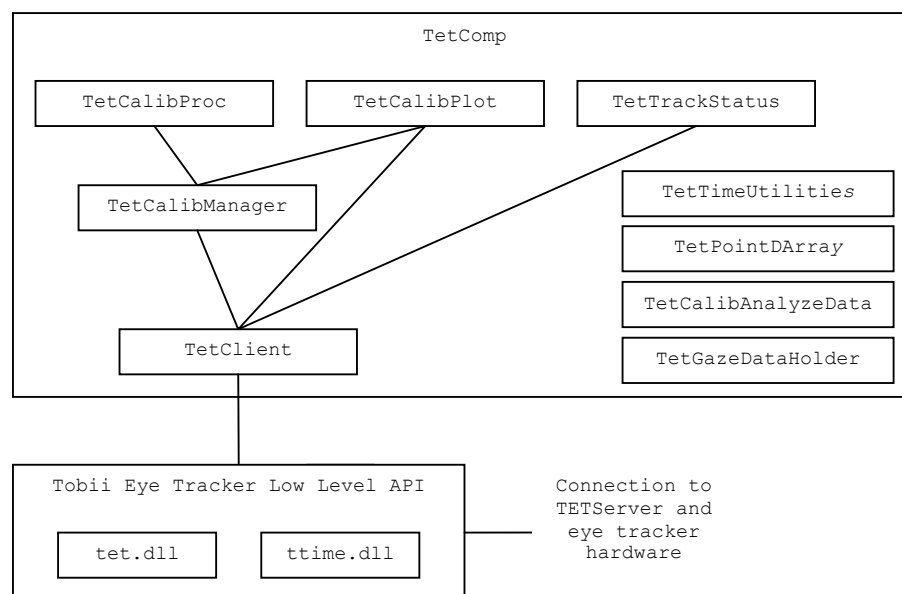 TetComp
TetCalibProc
TetCalibPlot
TetTrackStatus
TetCalibManager
TetTimeUtilities
TetPointDArray
TetCalibAnalyzeData
TetClient
TetGazeDataHolder
Tobii Eye Tracker Low Level API
tet.dll
ttime.dll
Connection to
TETServer and
eye tracker
hardware